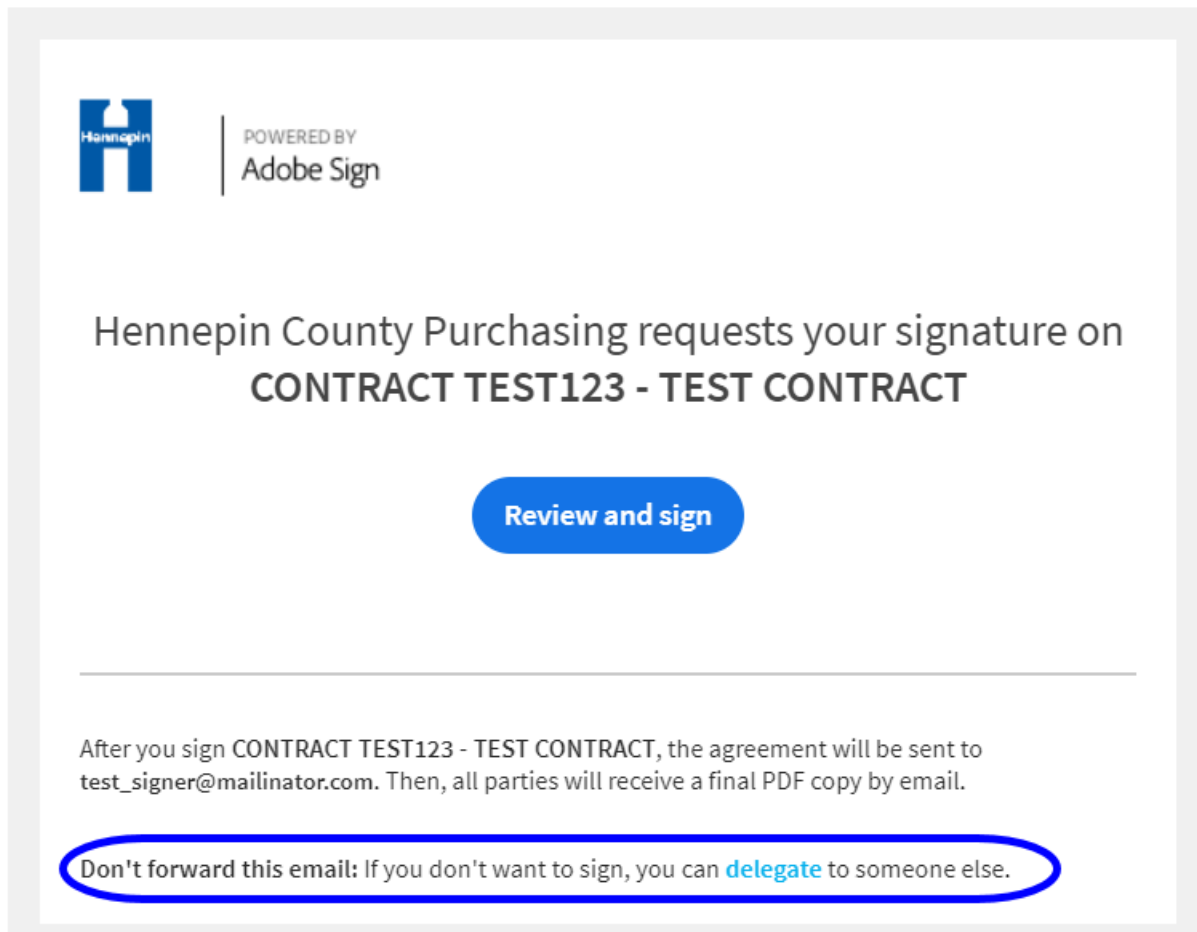 Hennepin
POWERED BY
Adobe Sign
Hennepin County Purchasing requests your signature on
CONTRACT TEST123 - TEST CONTRACT
Review and sign
After you sign CONTRACT TEST123 - TEST CONTRACT, the agreement will be sent to
test_signer@mailinator.com. Then, all parties will receive a final PDF copy by email.
Don't forward this email: If you don't want to sign, you can delegate to someone else.